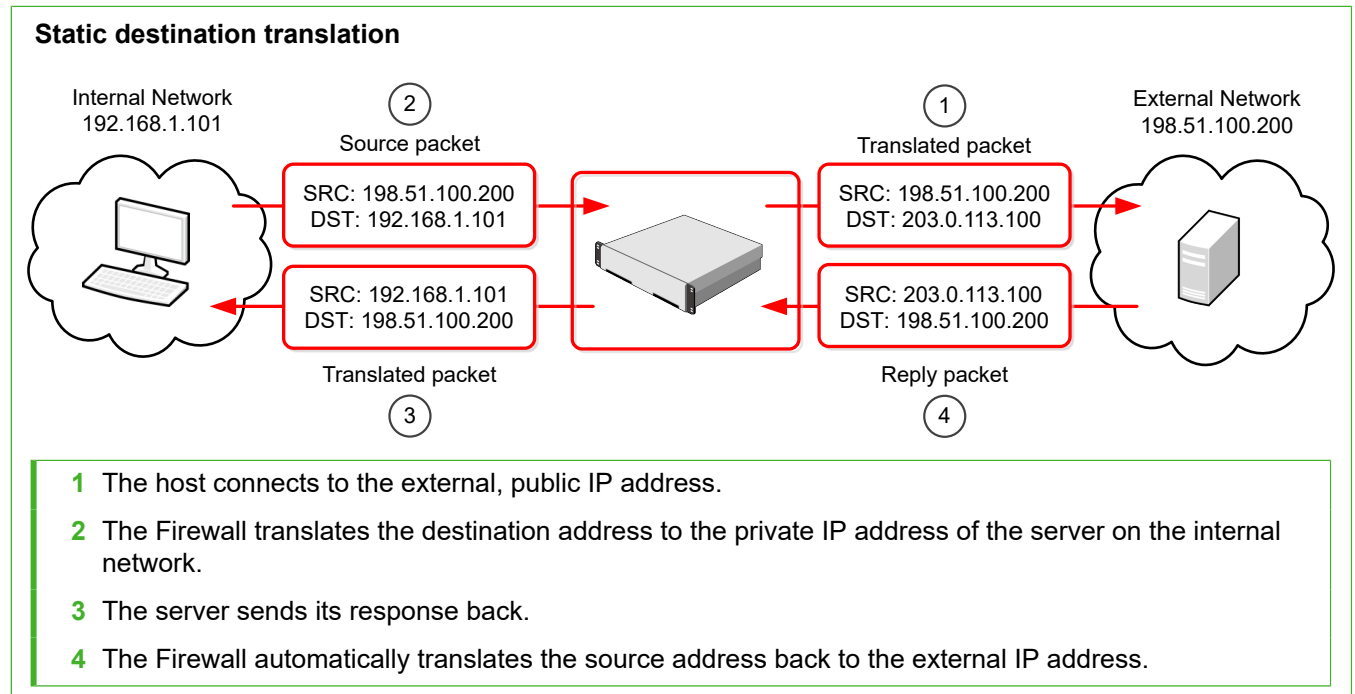 Static destination translation
Internal Network
192.168.1.101
2
Source packet
SRC: 198.51.100.200
DST: 192.168.1.101
1
Translated packet
SRC: 198.51.100.200
DST: 203.0.113.100
External Network
198.51.100.200
SRC: 192.168.1.101
DST: 198.51.100.200
Translated packet
3
SRC: 203.0.113.100
DST: 198.51.100.200
Reply packet
4
1 The host connects to the external, public IP address.
2 The Firewall translates the destination address to the private IP address of the server on the internal
network.
3 The server sends its response back.
4 The Firewall automatically translates the source address back to the external IP address.